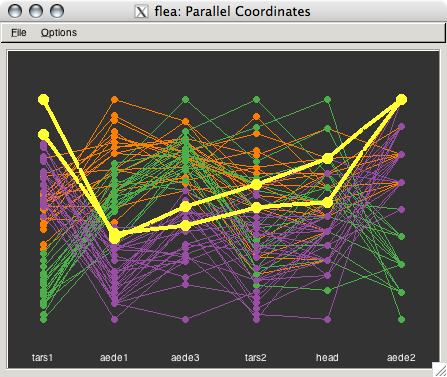 flea: Parallel Coordinates
File Options
tars1 aede1 aede3 tars2 head aede2